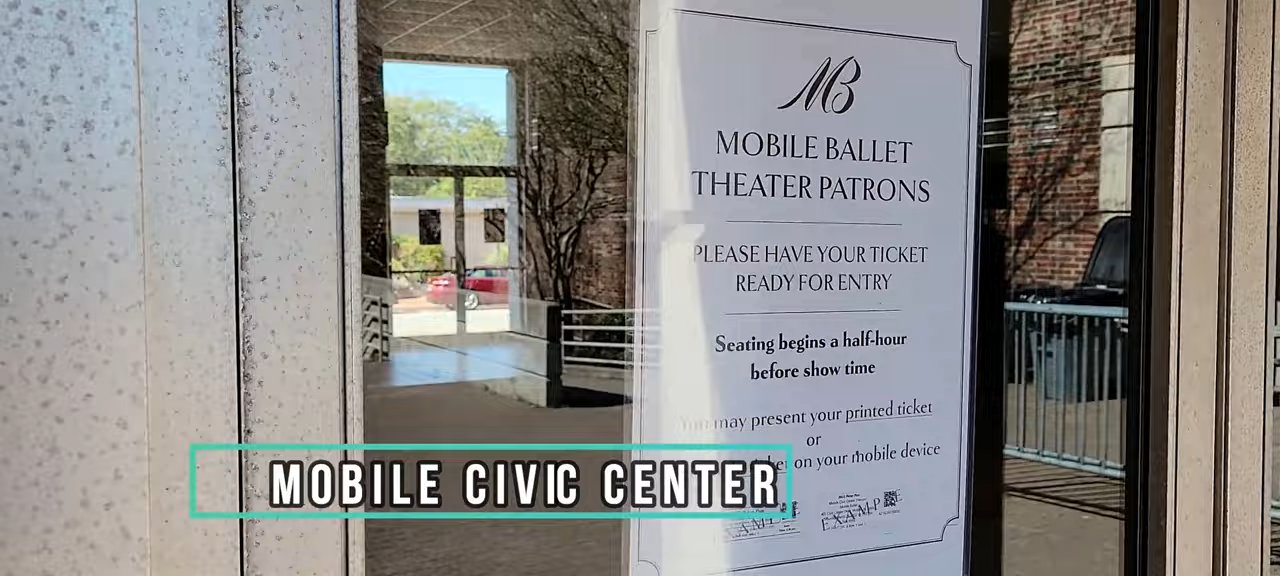 MB
MOBILE BALLET
THEATER PATRONS
PLEASE HAVE YOUR TICKET
READY FOR ENTRY
Seating begins a half-hour
before show time
You may present your printed ticket
or
on your mobile device
EXAMPLE
MOBILE CIVIC CENTER